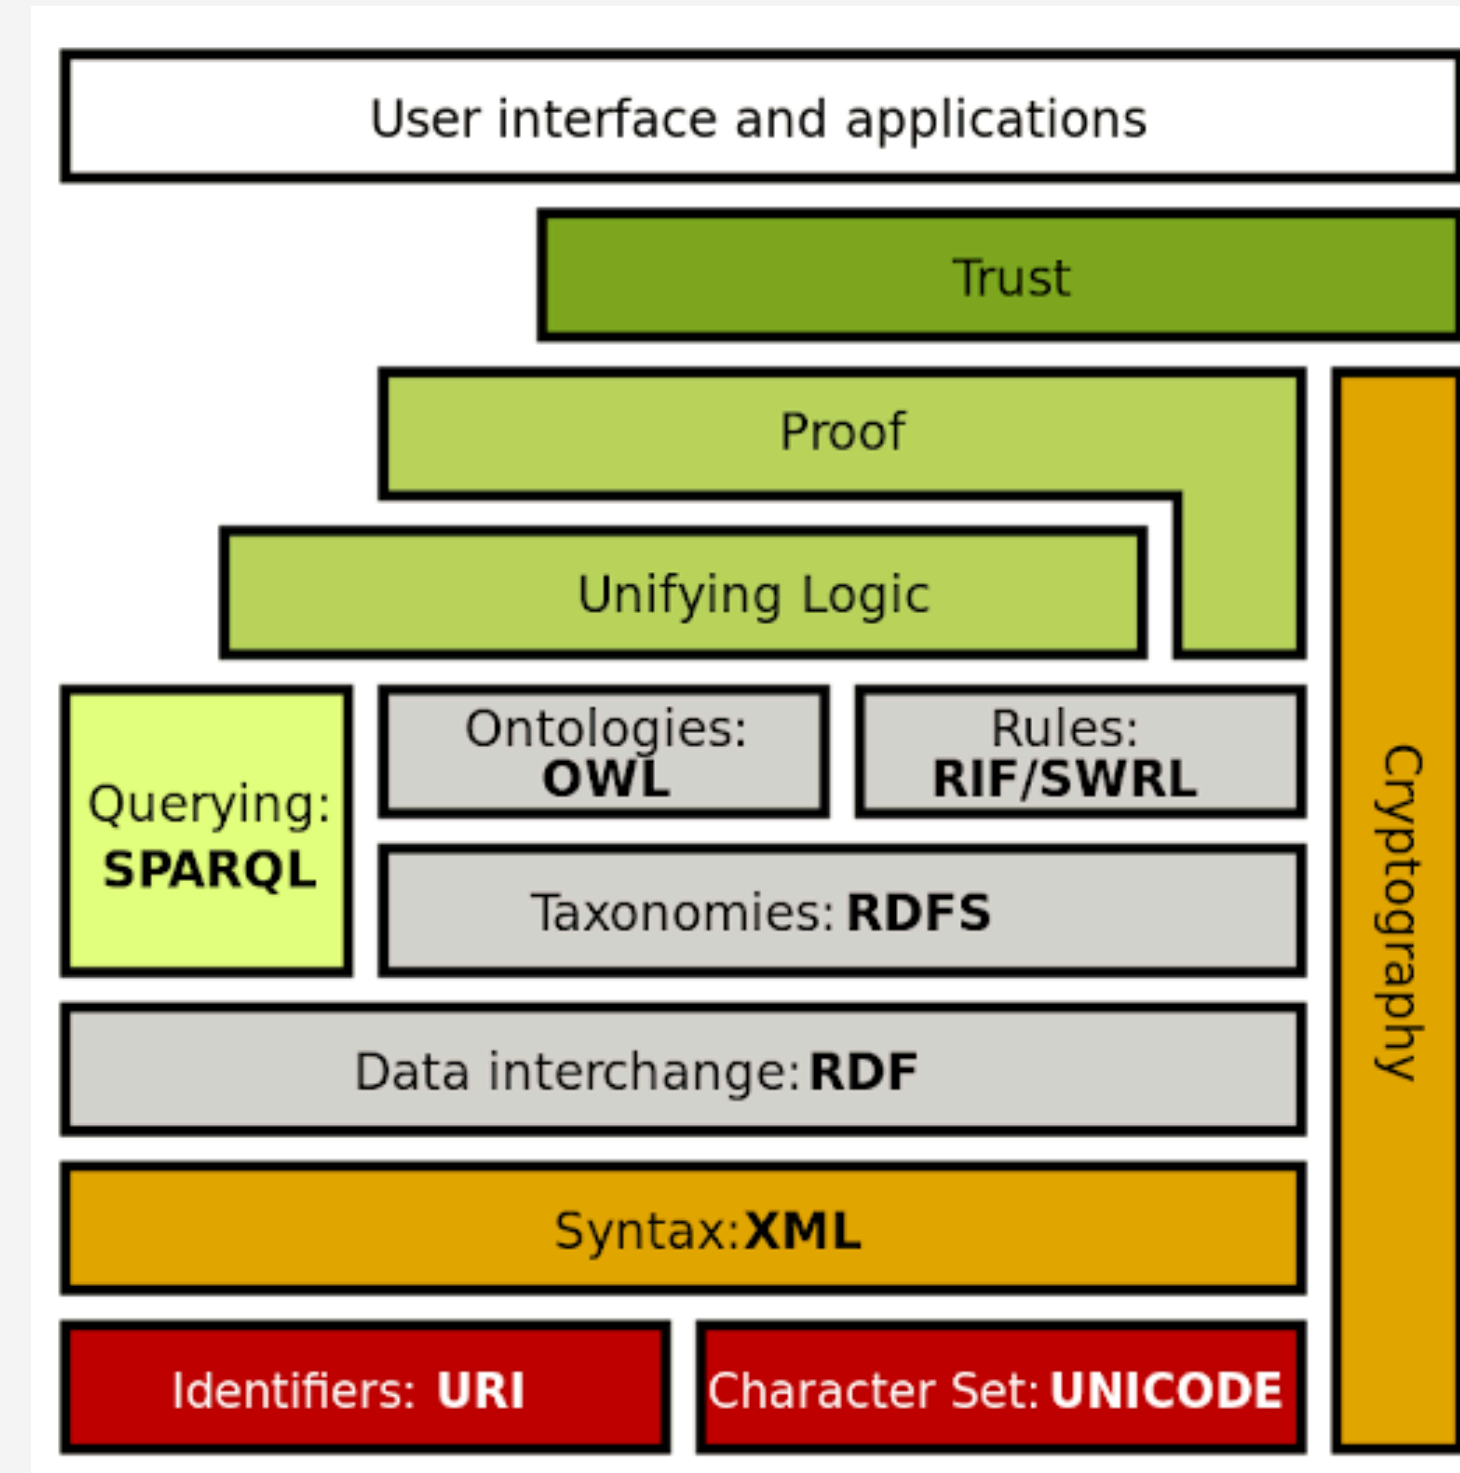 User interface and applications
Trust
Proof
Unifying Logic
Ontologies:
OWL
Rules:
RIF/SWRL
Querying:
SPARQL
Taxonomies: RDFS
Cryptography
Data interchange: RDF
Syntax:XML
Identifiers: URI
Character Set: UNICODE